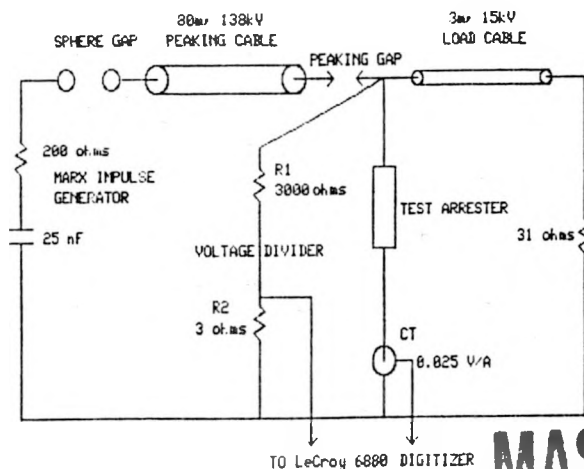 80m, 138kV
PEAKING CABLE
3m, 15kV
LOAD CABLE
SPHERE GAP
PEAKING GAP
200 ohms
MARX IMPULSE
GENERATOR
25 nF
R1
3000 ohms
VOLTAGE DIVIDER
R2
3 ohms
TEST ARRESTER
31 ohms
CT
0.025 V/A
TO LeCroy 6880 DIGITIZER
MAS